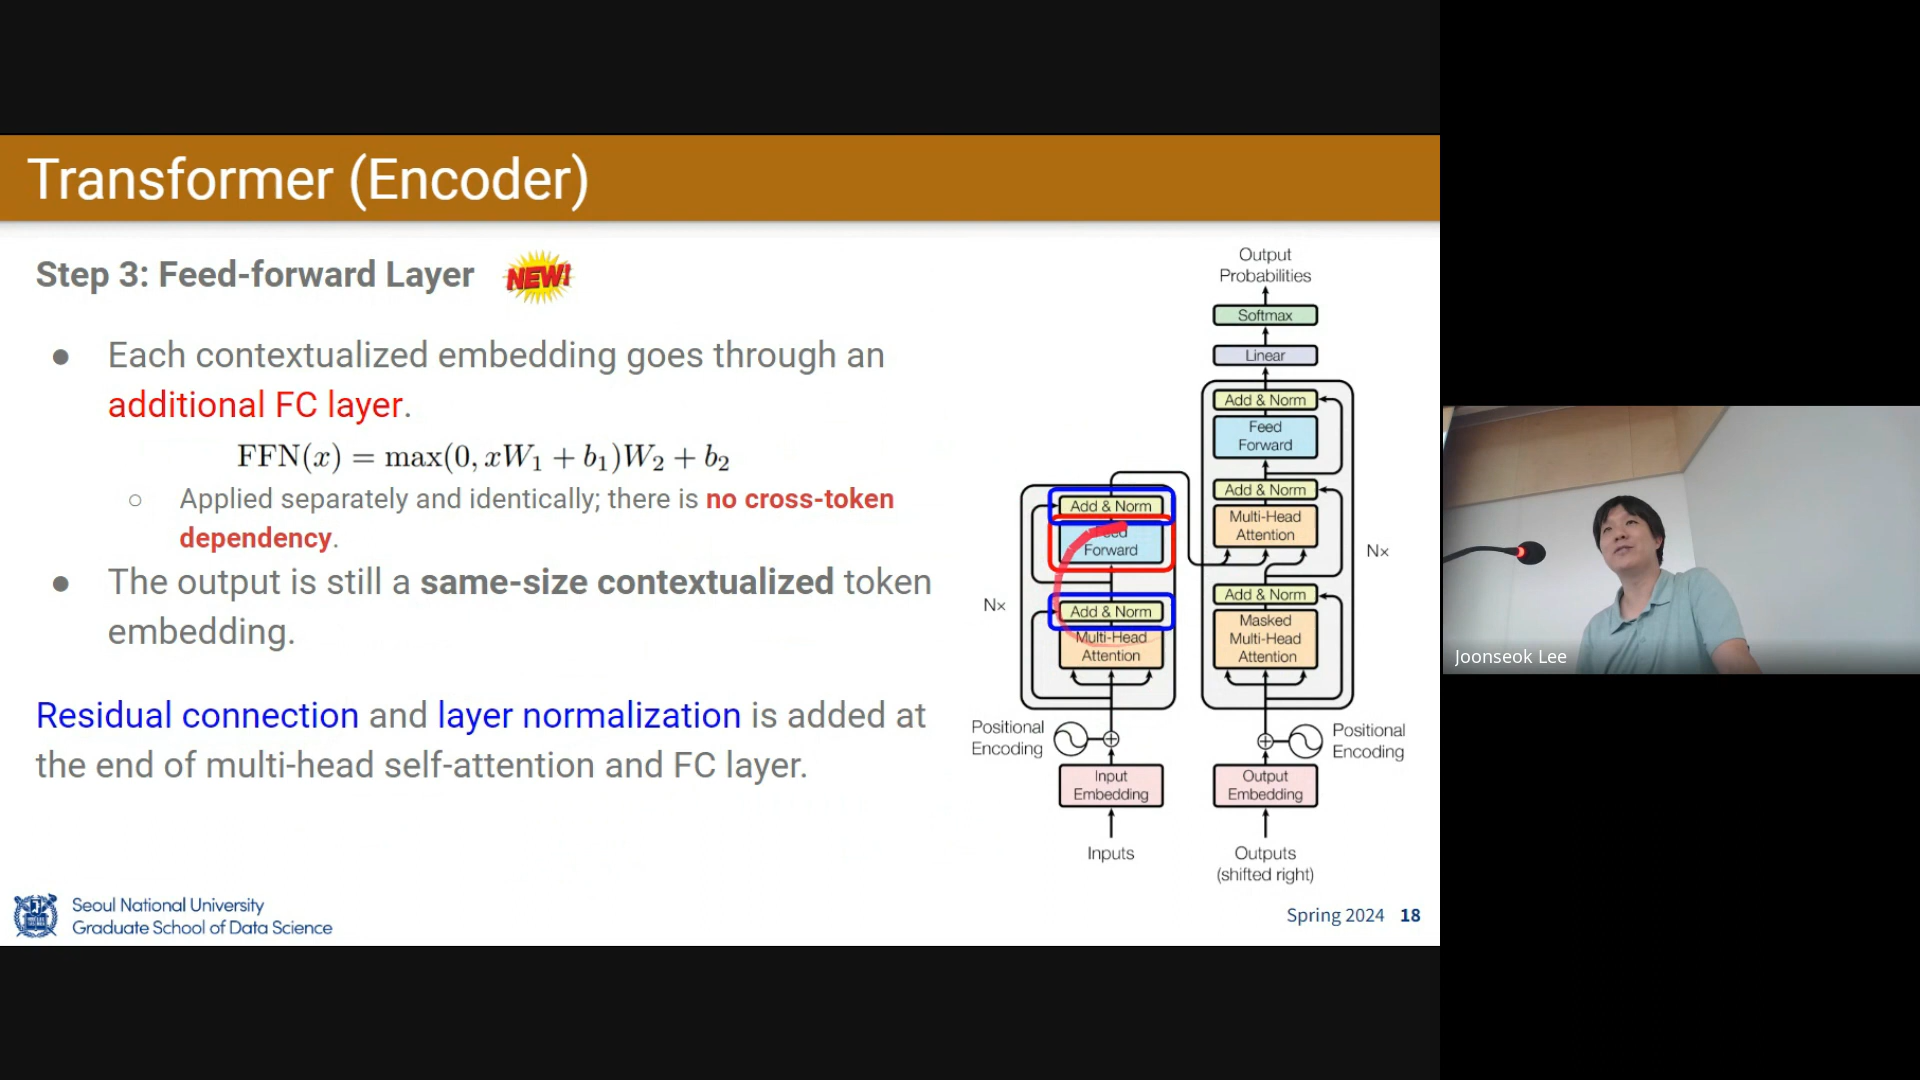 Transformer (Encoder)
Step 3: Feed-forward Layer
NEW!
● Each contextualized embedding goes through an
additional FC layer.
FFN(x) = max(0, xW₁ + b₁)W₂ + b₂
○ Applied separately and identically; there is no cross-token
dependency.
● The output is still a same-size contextualized token
embedding.
Residual connection and layer normalization is added at
the end of multi-head self-attention and FC layer.
Output
Probabilities
Softmax
Linear
Add & Norm
Feed
Forward
Add & Norm
Multi-Head
Attention
Nx
Add & Norm
Masked
Multi-Head
Attention
Positional
Encoding
Output
Embedding
Outputs
(shifted right)
Add & Norm
Feed
Forward
Nx
Add & Norm
Multi-Head
Attention
Positional
Encoding
Input
Embedding
Inputs
Seoul National University
Graduate School of Data Science
Spring 2024 18
Joonseok Lee